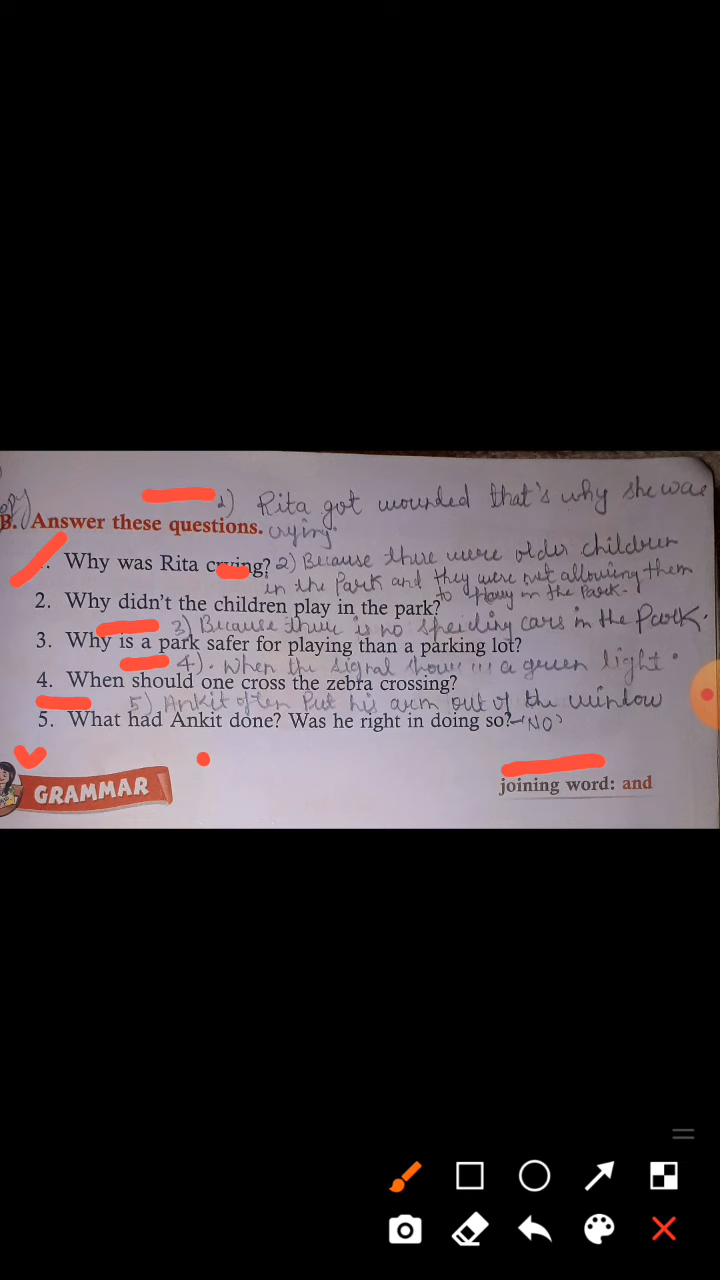 1) Rita got wounded that's why she was
B. Answer these questions. crying.
Why was Rita crying? 2) Because there were older children
in the Park and they were not allowing them
2. Why didn't the children play in the park? to play in the Park.
3) Because there is no speiding cars in the Park.
3. Why is a park safer for playing than a parking lot?
4). When the signal shows a green light.
4. When should one cross the zebra crossing?
5) Ankit often Put his arm out of the window
5. What had Ankit done? Was he right in doing so? 'NO'
GRAMMAR
joining word: and